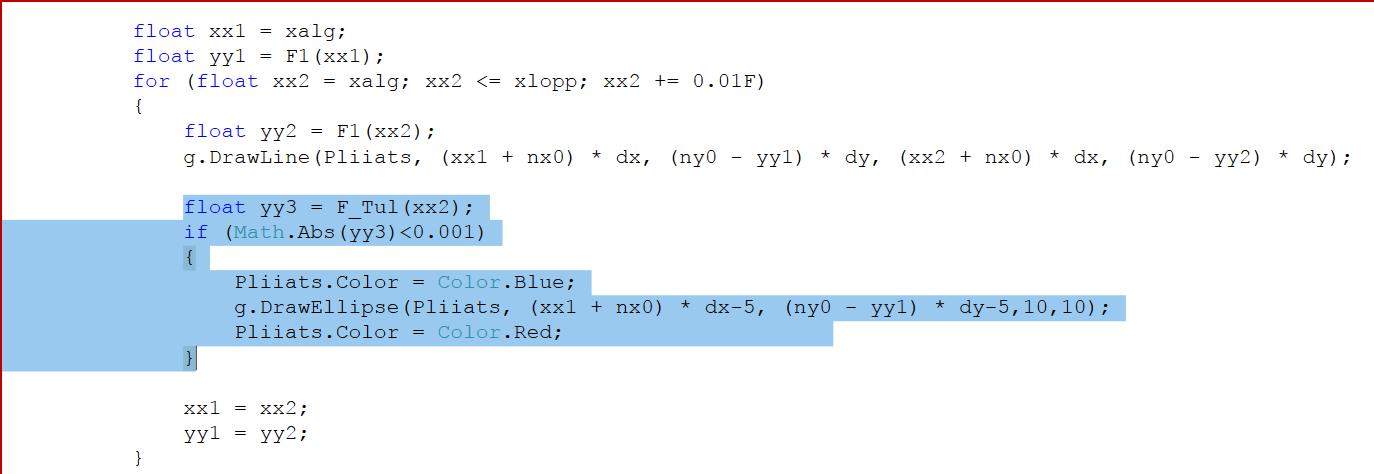 float xx1 = xalg;
float yy1 = F1(xx1);
for (float xx2 = xalg; xx2 <= xlopp; xx2 += 0.01F)
{
float yy2 = F1(xx2);
g.DrawLine(Pliiats, (xx1 + nx0) * dx, (ny0 - yy1) * dy, (xx2 + nx0) * dx, (ny0 - yy2) * dy);
float yy3 = F_Tul(xx2);
if (Math.Abs(yy3)<0.001)
{
Pliiats.Color = Color.Blue;
g.DrawEllipse(Pliiats, (xx1 + nx0) * dx-5, (ny0 - yy1) * dy-5,10,10);
Pliiats.Color = Color.Red;
}
xx1 = xx2;
yy1 = yy2;
}